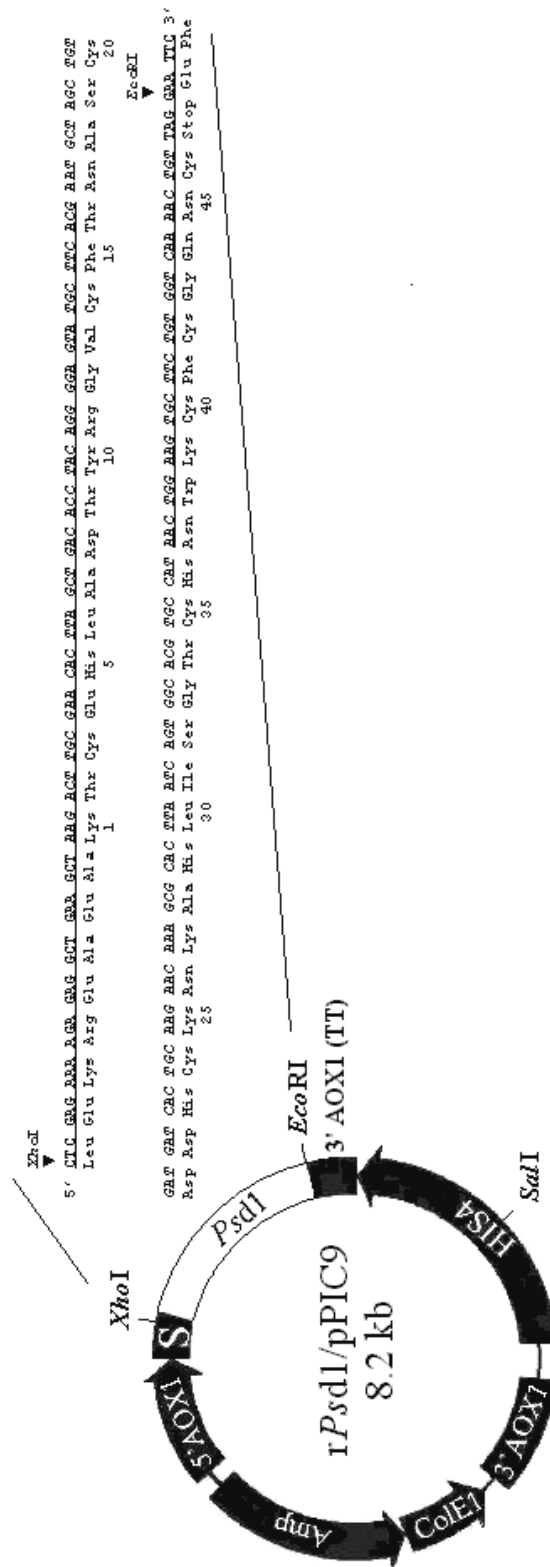 XhoI
5' CTC GAG AAA AGA GAG GCT GAA GCT AAG ACT TGC GAA CAC TTA GCT GAC ACC TAC AGG GGA GTA TGC TTC ACG AAT GCT AGC TGT
Leu Glu Lys Arg Glu Ala Glu Ala Lys Thr Cys Glu His Leu Ala Asp Thr Tyr Arg Gly Val Cys Phe Thr Asn Ala Ser Cys
1 5 10 15 20
EcoRI
GAT GAT CAC TGC AAG AAC AAA GCG CAC TTA ATC AGT GGC ACG TGC CAT AAC TGG AAG TGC TTC TGT GGT CAA AAC TGT TAG GAA TTC 3'
Asp Asp His Cys Lys Asn Lys Ala His Leu Ile Ser Gly Thr Cys His Asn Trp Lys Cys Phe Cys Gly Gln Asn Cys Stop Glu Phe
25 30 35 40 45
XhoI
S
Psd1
EcoRI
3' AOX1 (TT)
5' AOX1
rPsd1/pPIC9
8.2 kb
HIS4
SalI
Amp
ColE1
3' AOX1